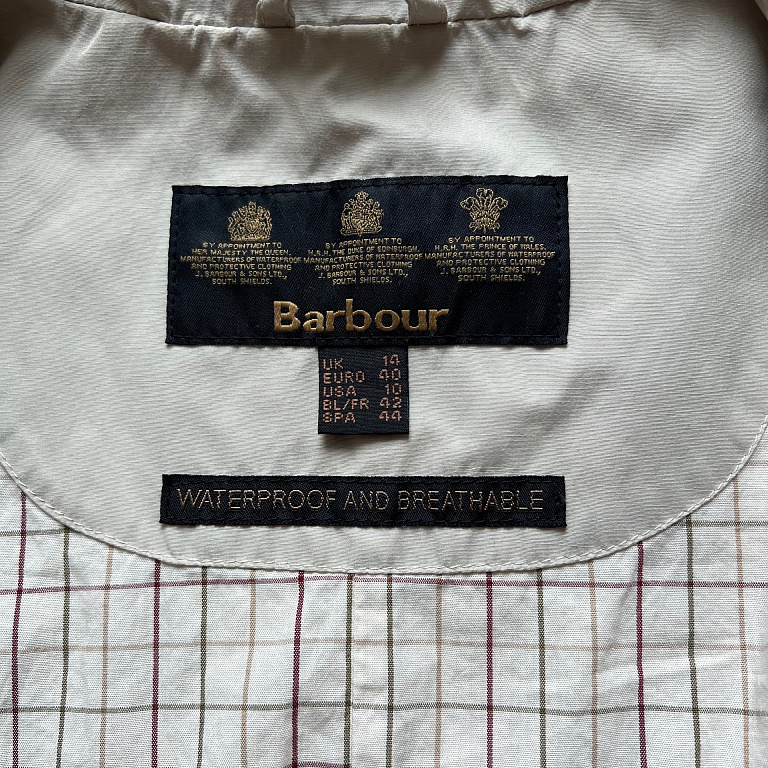 BY APPOINTMENT TO
HER MAJESTY THE QUEEN,
MANUFACTURERS OF WATERPROOF
AND PROTECTIVE CLOTHING
J. BARBOUR & SONS LTD.,
SOUTH SHIELDS.
BY APPOINTMENT TO
H.R.H. THE DUKE OF EDINBURGH,
MANUFACTURERS OF WATERPROOF
AND PROTECTIVE CLOTHING
J. BARBOUR & SONS LTD.,
SOUTH SHIELDS.
BY APPOINTMENT TO
H.R.H. THE PRINCE OF WALES,
MANUFACTURERS OF WATERPROOF
AND PROTECTIVE CLOTHING
J. BARBOUR & SONS LTD.,
SOUTH SHIELDS.
Barbour
UK 14
EURO 40
USA 10
BL/FR 42
SPA 44
WATERPROOF AND BREATHABLE